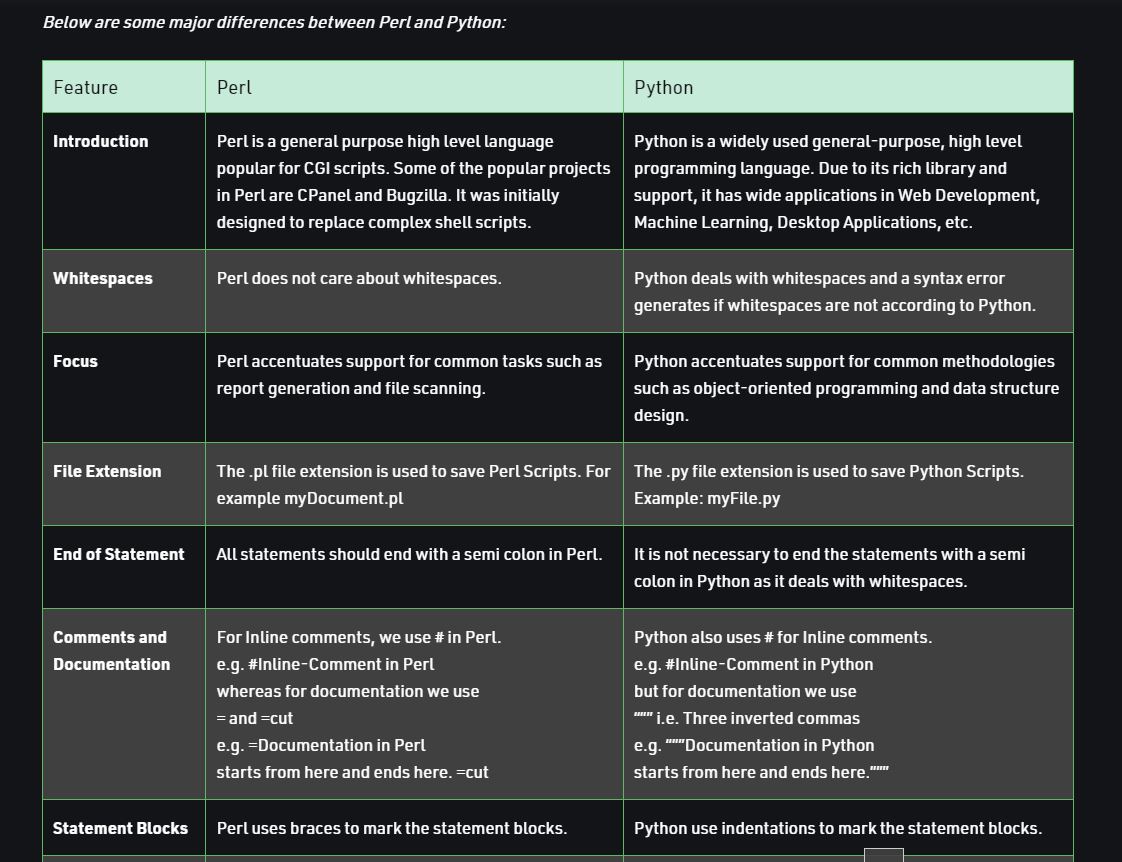 Below are some major differences between Perl and Python:
Feature
Perl
Python
Introduction
Perl is a general purpose high level language
popular for CGI scripts. Some of the popular projects
in Perl are CPanel and Bugzilla. It was initially
designed to replace complex shell scripts.
Python is a widely used general-purpose, high level
programming language. Due to its rich library and
support, it has wide applications in Web Development,
Machine Learning, Desktop Applications, etc.
Whitespaces
Perl does not care about whitespaces.
Python deals with whitespaces and a syntax error
generates if whitespaces are not according to Python.
Focus
Perl accentuates support for common tasks such as
report generation and file scanning.
Python accentuates support for common methodologies
such as object-oriented programming and data structure
design.
File Extension
The .pl file extension is used to save Perl Scripts. For
example myDocument.pl
The .py file extension is used to save Python Scripts.
Example: myFile.py
End of Statement
All statements should end with a semi colon in Perl.
It is not necessary to end the statements with a semi
colon in Python as it deals with whitespaces.
Comments and
Documentation
For Inline comments, we use # in Perl.
e.g. #Inline-Comment in Perl
whereas for documentation we use
= and =cut
e.g. =Documentation in Perl
starts from here and ends here. =cut
Python also uses # for Inline comments.
e.g. #Inline-Comment in Python
but for documentation we use
””” i.e. Three inverted commas
e.g. “””Documentation in Python
starts from here and ends here.”””
Statement Blocks
Perl uses braces to mark the statement blocks.
Python use indentations to mark the statement blocks.